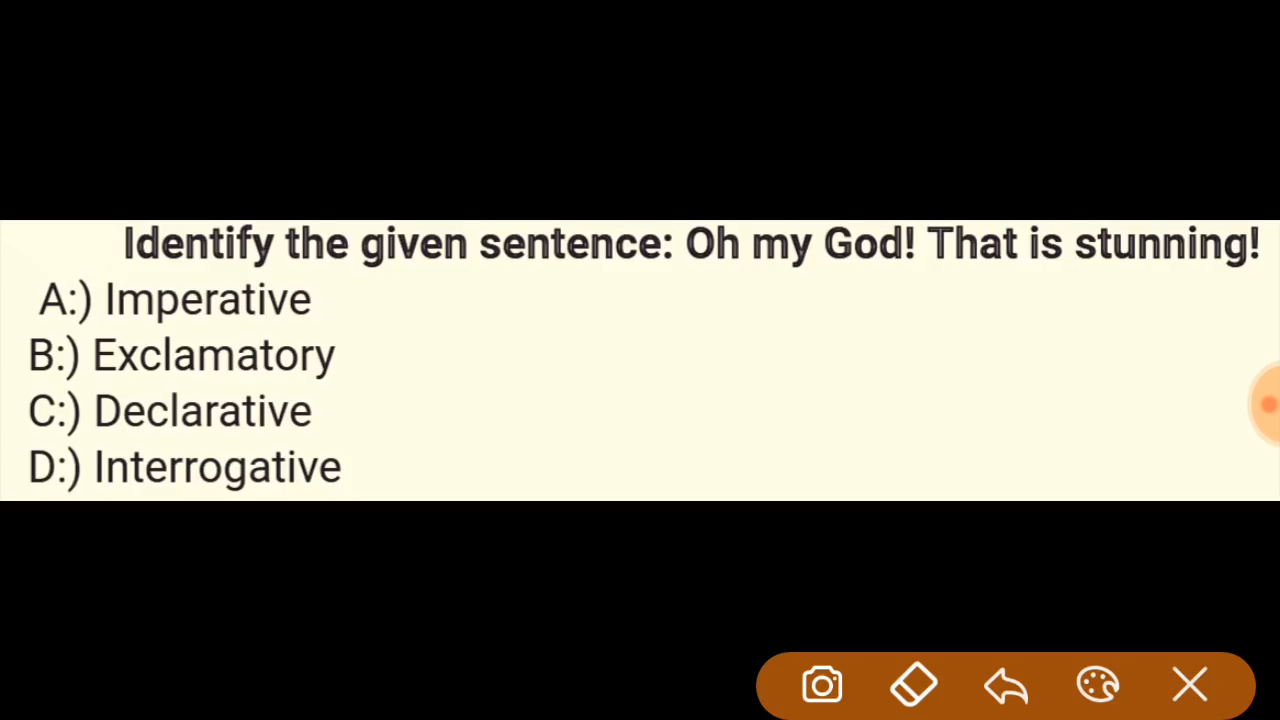 Identify the given sentence: Oh my God! That is stunning!
A:) Imperative
B:) Exclamatory
C:) Declarative
D:) Interrogative